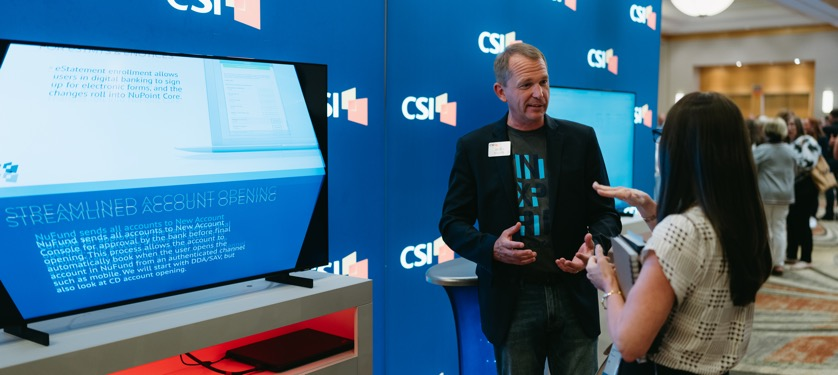 CSI
CSI
CSI
CSI
CSI
CSI
CSI
eStatement enrollment allows
users in digital banking to sign
up for electronic forms, and the
changes roll into NuPoint Core.
STREAMLINED ACCOUNT OPENING
NuFund sends all accounts to New Account
Console for approval by the bank before final
opening. This process allows the account to
automatically book when the user opens the
account in NuFund from an authenticated channel
such as mobile. We will start with DDA/SAV, but
also look at CD account opening.